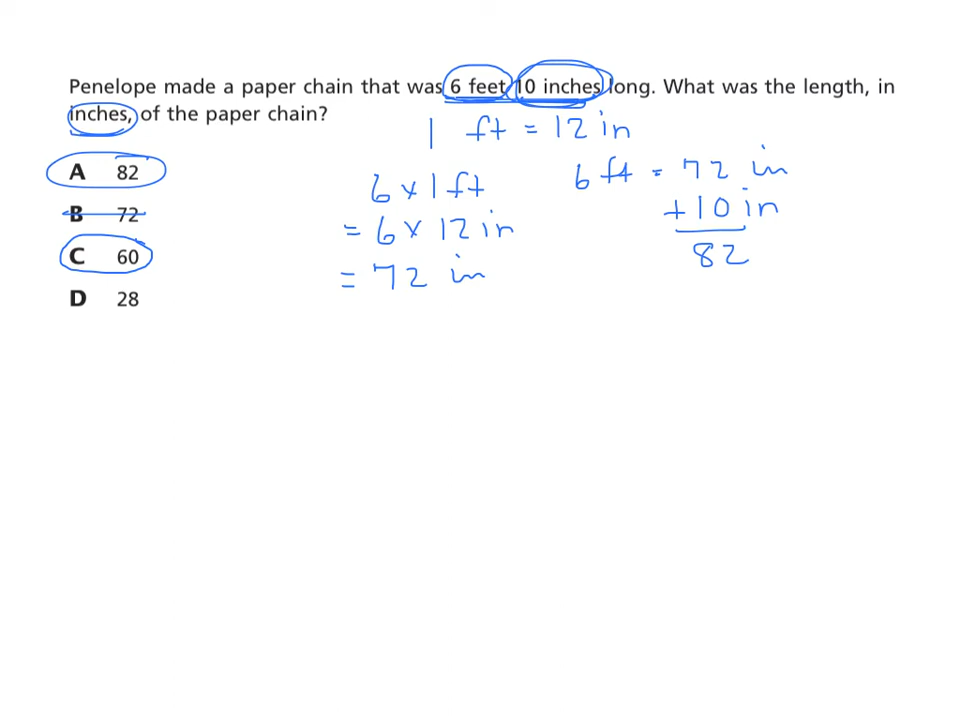 Penelope made a paper chain that was 6 feet 10 inches long. What was the length, in
inches, of the paper chain?
1 ft = 12 in
A 82
B 72
C 60
D 28
6 x 1 ft
= 6 x 12 in
= 72 in
6 ft = 72 in
+10 in
82